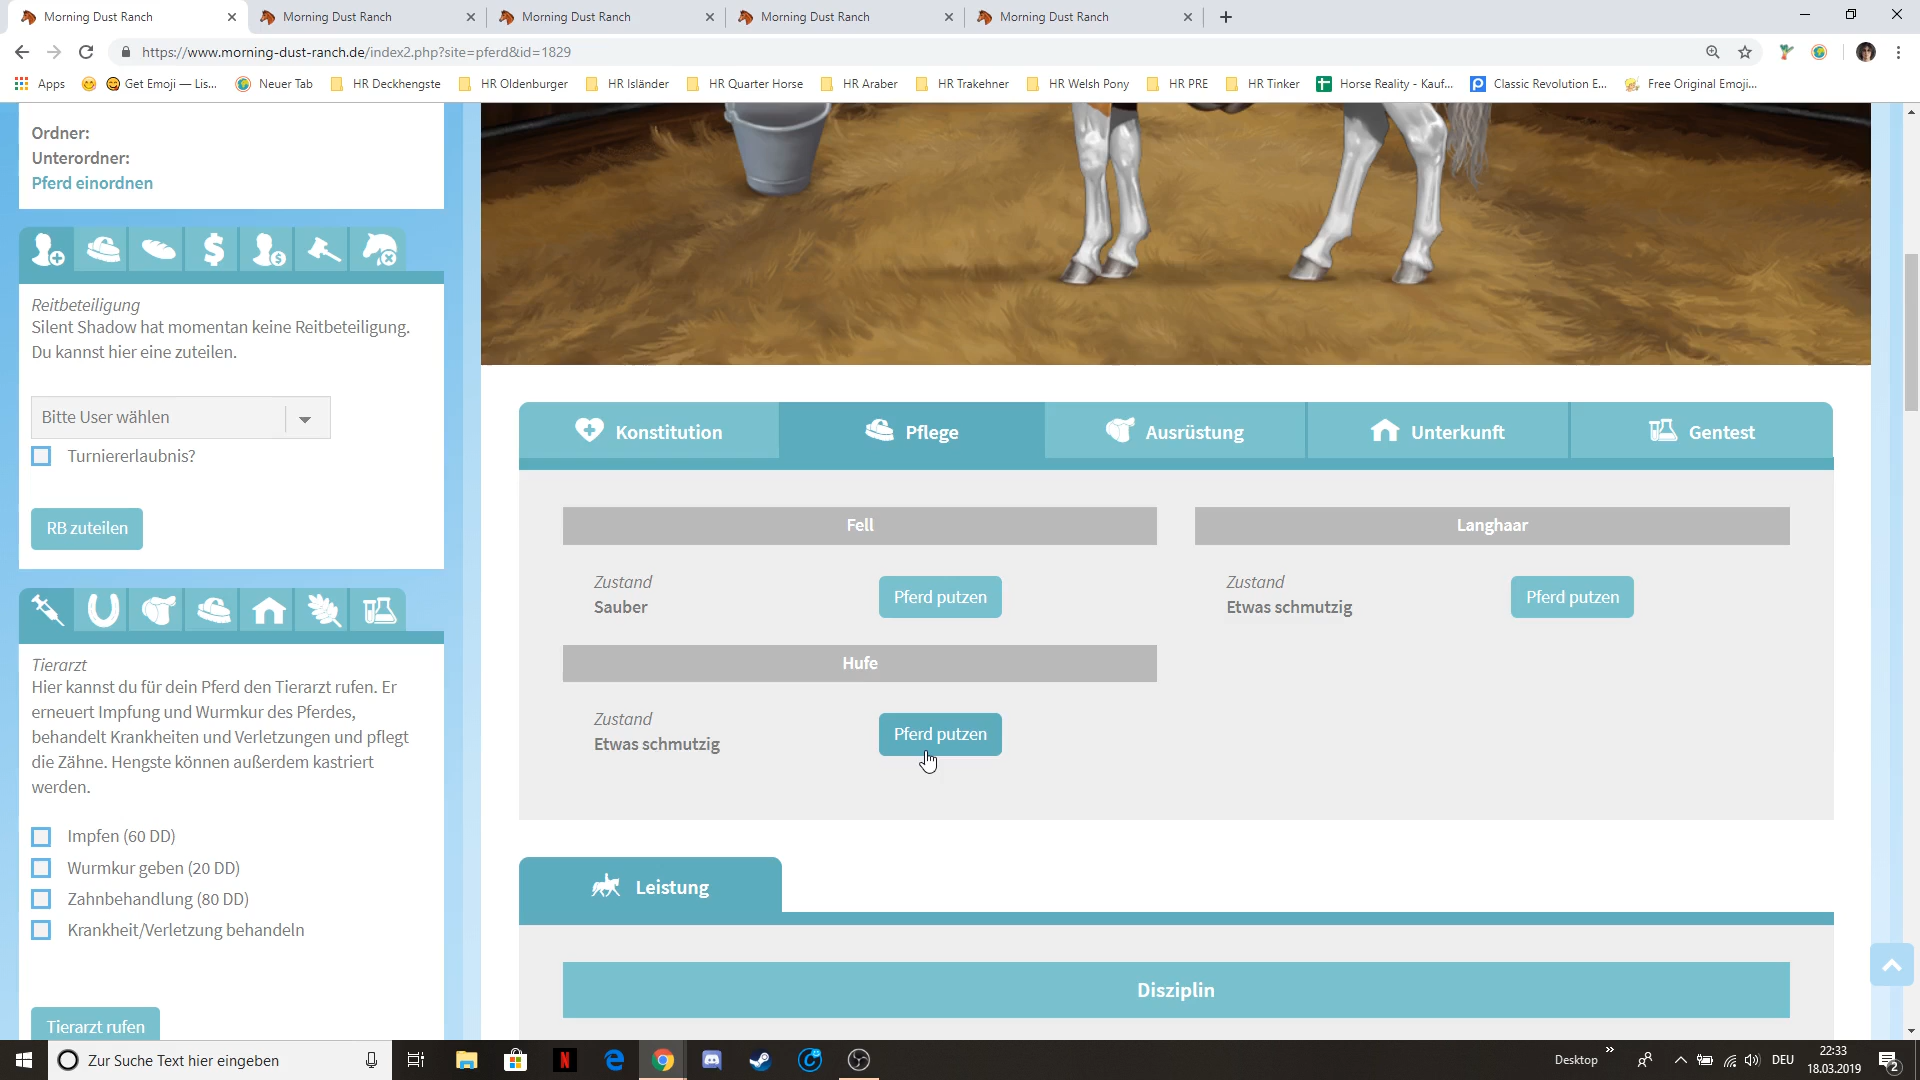 Morning Dust Ranch
Morning Dust Ranch
Morning Dust Ranch
Morning Dust Ranch
Morning Dust Ranch
https://www.morning-dust-ranch.de/index2.php?site=pferd&id=1829
Apps
Get Emoji — Lis...
Neuer Tab
HR Deckhengste
HR Oldenburger
HR Isländer
HR Quarter Horse
HR Araber
HR Trakehner
HR Welsh Pony
HR PRE
HR Tinker
Horse Reality - Kauf...
Classic Revolution E...
Free Original Emoji...
Ordner:
Unterordner:
Pferd einordnen
Reitbeteiligung
Silent Shadow hat momentan keine Reitbeteiligung.
Du kannst hier eine zuteilen.
Bitte User wählen
Turniererlaubnis?
RB zuteilen
Tierarzt
Hier kannst du für dein Pferd den Tierarzt rufen. Er
erneuert Impfung und Wurmkur des Pferdes,
behandelt Krankheiten und Verletzungen und pflegt
die Zähne. Hengste können außerdem kastriert
werden.
Impfen (60 DD)
Wurmkur geben (20 DD)
Zahnbehandlung (80 DD)
Krankheit/Verletzung behandeln
Tierarzt rufen
Konstitution
Pflege
Ausrüstung
Unterkunft
Gentest
Fell
Zustand
Sauber
Pferd putzen
Langhaar
Zustand
Etwas schmutzig
Pferd putzen
Hufe
Zustand
Etwas schmutzig
Pferd putzen
Leistung
Disziplin
Zur Suche Text hier eingeben
Desktop
DEU
22:33
18.03.2019
2